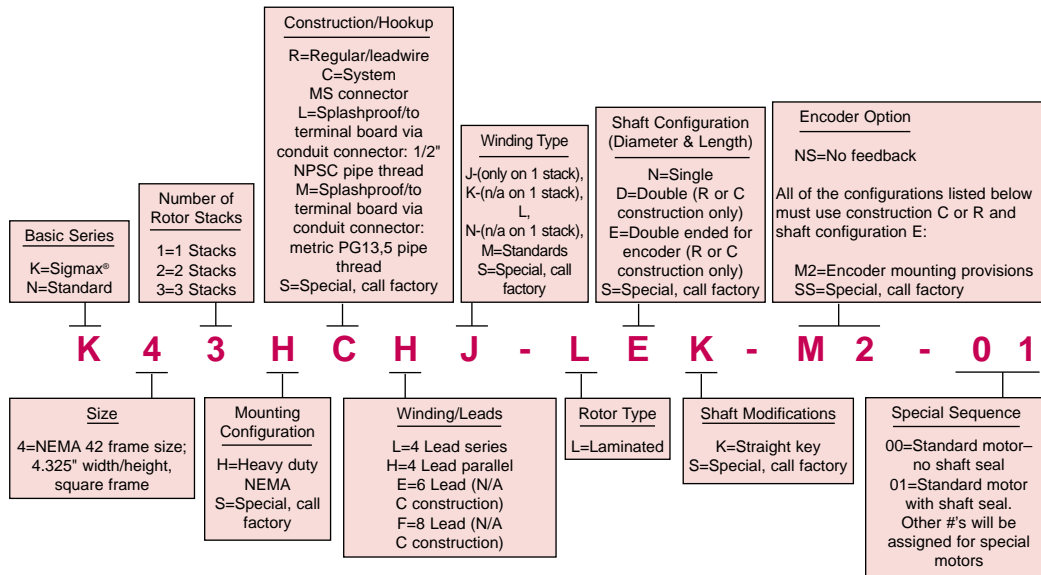 Construction/Hookup
R=Regular/leadwire
C=System
MS connector
L=Splashproof/to
terminal board via
conduit connector: 1/2"
NPSC pipe thread
M=Splashproof/to
terminal board via
conduit connector:
metric PG13,5 pipe
thread
S=Special, call factory
Shaft Configuration
(Diameter & Length)
N=Single
D=Double (R or C
construction only)
E=Double ended for
encoder (R or C
construction only)
S=Special, call factory
Encoder Option
NS=No feedback
All of the configurations listed below
must use construction C or R and
shaft configuration E:
M2=Encoder mounting provisions
SS=Special, call factory
Winding Type
J-(only on 1 stack),
K-(n/a on 1 stack),
L,
N-(n/a on 1 stack),
M=Standards
S=Special, call
factory
Number of
Rotor Stacks
1=1 Stacks
2=2 Stacks
3=3 Stacks
Basic Series
K=Sigmax®
N=Standard
K 4 3 H C H J - L E K - M 2 - 0 1
Size
4=NEMA 42 frame size;
4.325" width/height,
square frame
Mounting
Configuration
H=Heavy duty
NEMA
S=Special, call
factory
Winding/Leads
L=4 Lead series
H=4 Lead parallel
E=6 Lead (N/A
C construction)
F=8 Lead (N/A
C construction)
Rotor Type
L=Laminated
Shaft Modifications
K=Straight key
S=Special, call factory
Special Sequence
00=Standard motor–
no shaft seal
01=Standard motor
with shaft seal.
Other #'s will be
assigned for special
motors